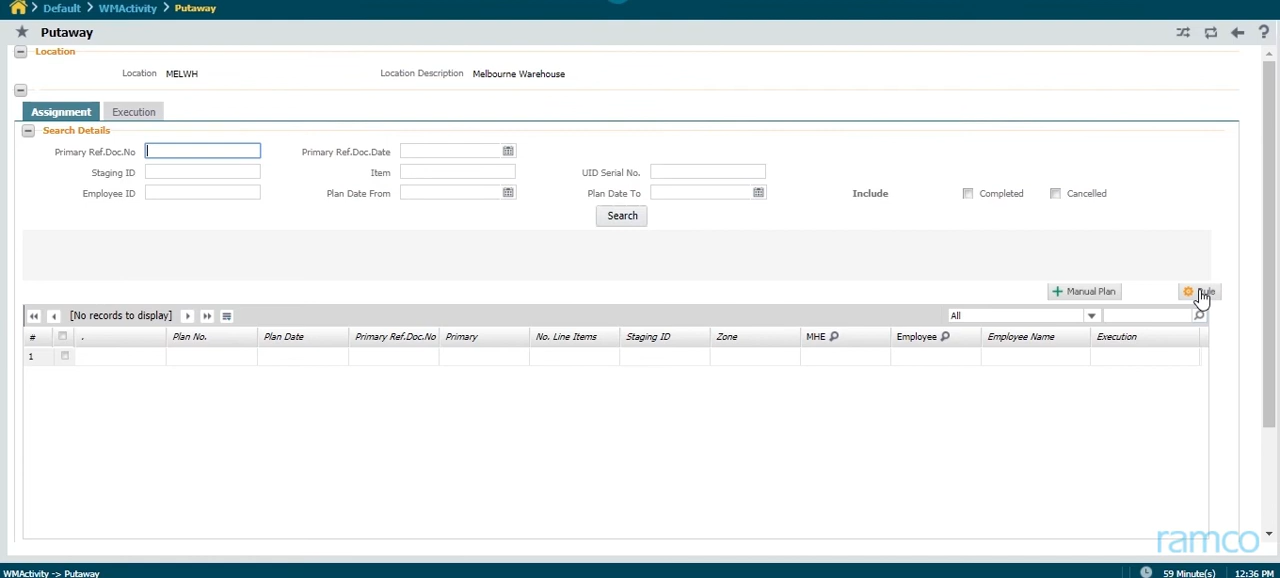 Default > WMActivity > Putaway
Putaway
Location
Location MELWH Location Description Melbourne Warehouse
Assignment Execution
Search Details
Primary Ref.Doc.No Primary Ref.Doc.Date
Staging ID Item UID Serial No.
Employee ID Plan Date From Plan Date To Include Completed Cancelled
Search
Manual Plan
[No records to display] All
# . Plan No. Plan Date Primary Ref.Doc.No Primary No. Line Items Staging ID Zone MHE Employee Employee Name Execution
1
ramco
WMActivity -> Putaway 59 Minute(s) 12:36 PM